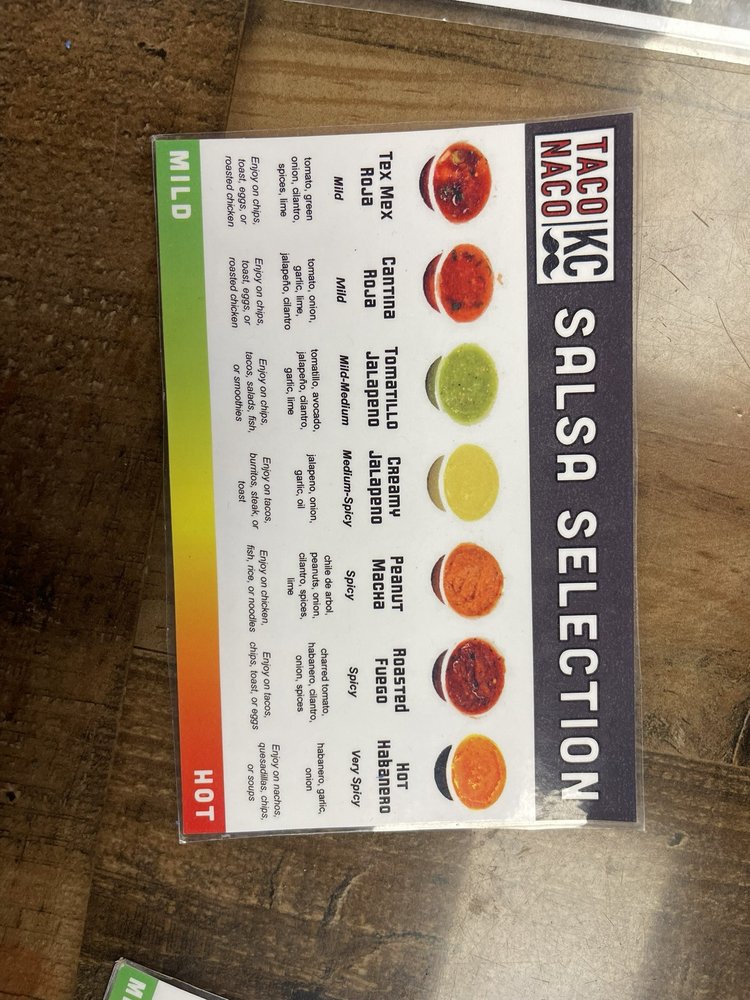 TACO
NACO
KC
SALSA SELECTION
Tex Mex
Roja
Mild
tomato, green
onion, cilantro,
spices, lime
Enjoy on chips,
toast, eggs, or
roasted chicken
Cantina
Roja
Mild
tomato, onion,
garlic, lime,
jalapeño, cilantro
Enjoy on chips,
toast, eggs, or
roasted chicken
Tomatillo
Jalapeno
Mild-Medium
tomatillo, avocado,
jalapeño, cilantro,
garlic, lime
Enjoy on chips,
tacos, salads, fish,
or smoothies
Creamy
Jalapeno
Medium-Spicy
jalapeno, onion,
garlic, oil
Enjoy on tacos,
burritos, steak, or
toast
Peanut
Macha
Spicy
chile de arbol,
peanuts, onion,
cilantro, spices,
lime
Enjoy on chicken,
fish, rice, or noodles
Roasted
Fuego
Spicy
charred tomato,
habanero, cilantro,
onion, spices
Enjoy on tacos,
chips, toast, or eggs
Hot
Habanero
Very Spicy
habanero, garlic,
onion
Enjoy on nachos,
quesadillas, chips,
or soups
MILD
HOT